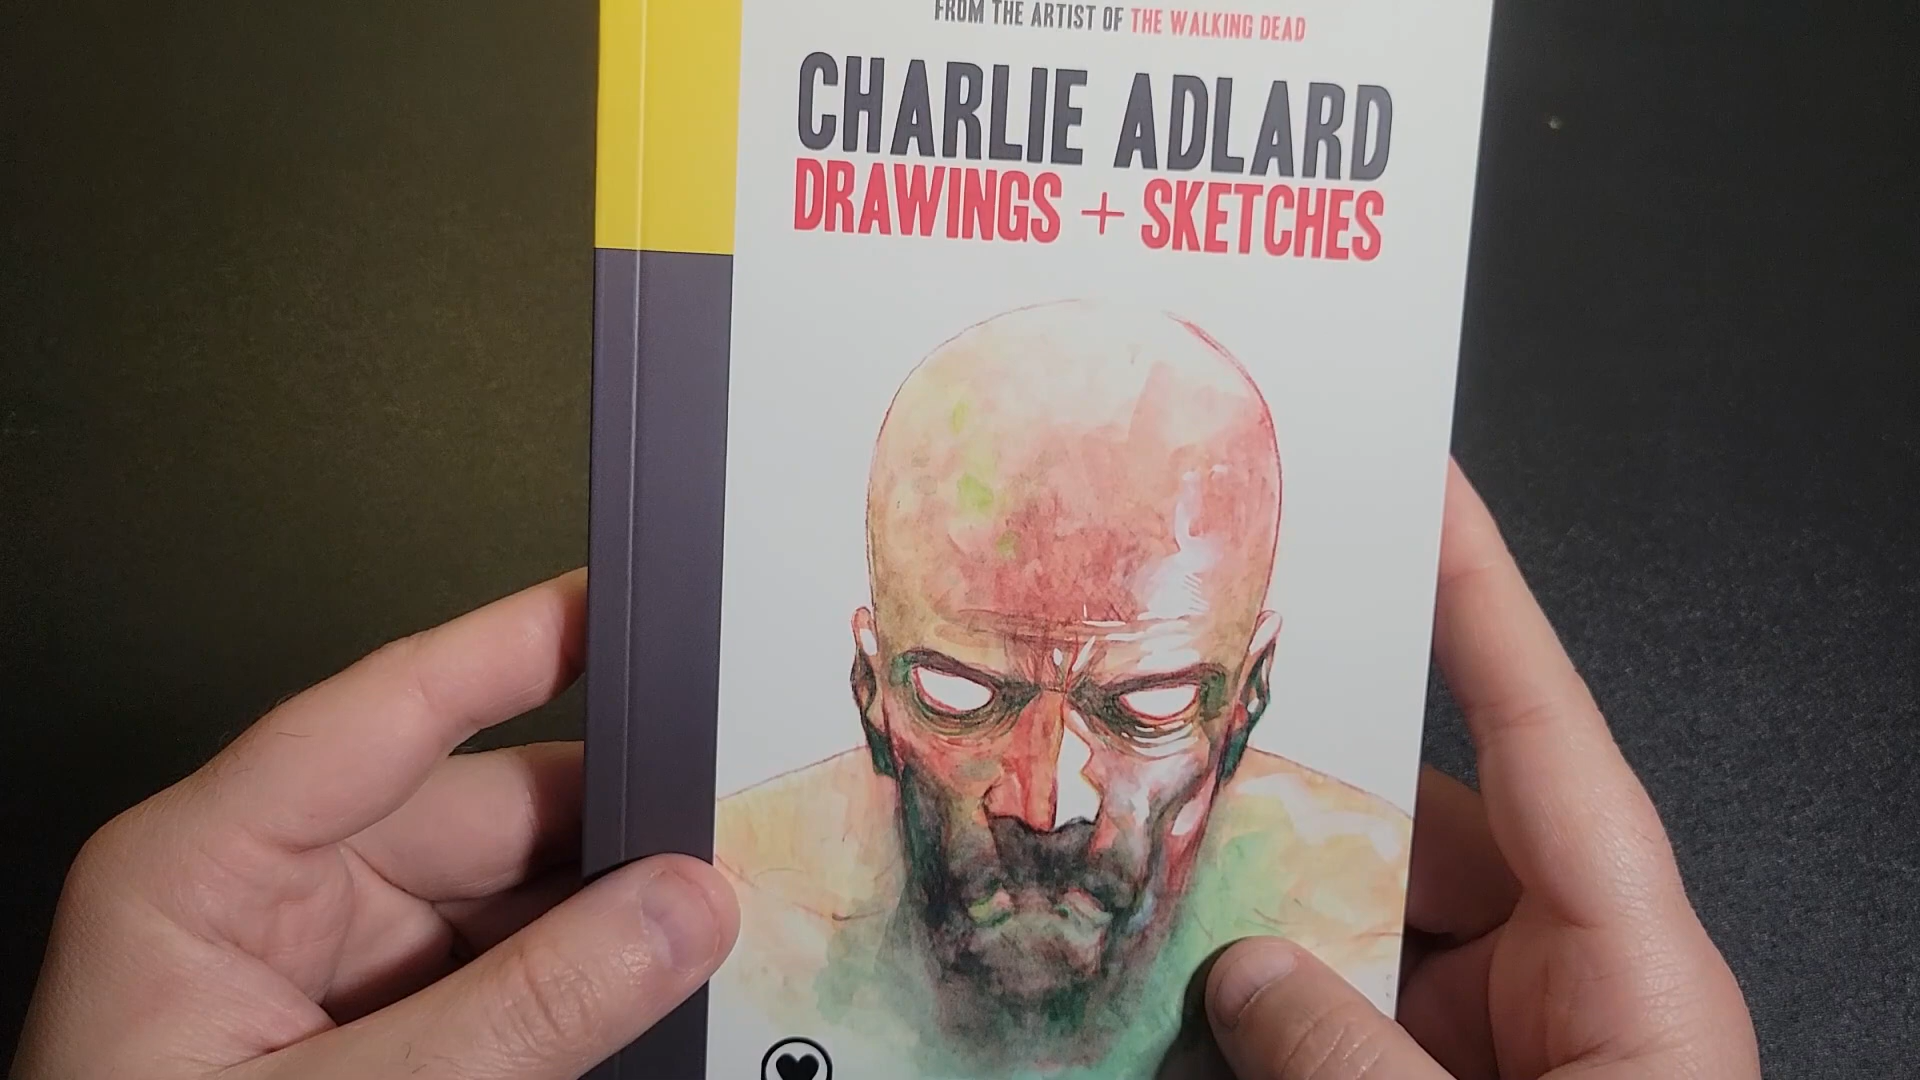 FROM THE ARTIST OF THE WALKING DEAD
CHARLIE ADLARD
DRAWINGS + SKETCHES